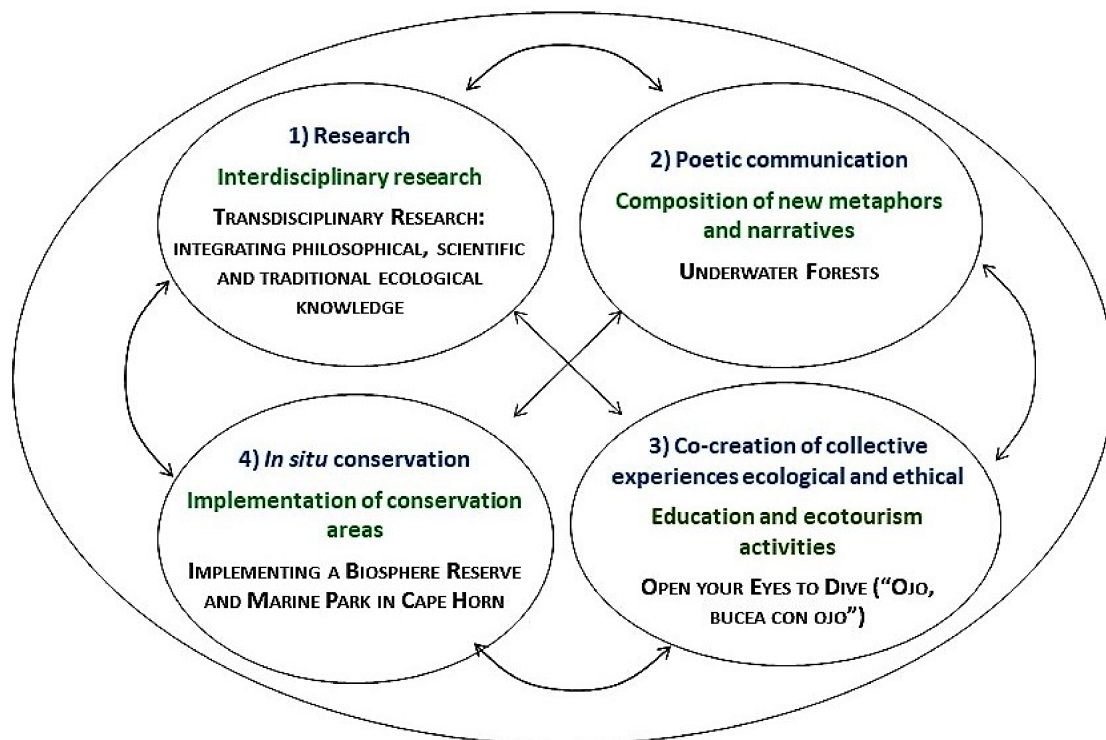 1) Research
Interdisciplinary research
TRANSDISCIPLINARY RESEARCH:
INTEGRATING PHILOSOPHICAL, SCIENTIFIC
AND TRADITIONAL ECOLOGICAL
KNOWLEDGE
2) Poetic communication
Composition of new metaphors
and narratives
UNDERWATER FORESTS
3) Co-creation of collective
experiences ecological and ethical
Education and ecotourism
activities
OPEN YOUR EYES TO DIVE (“OJO,
BUCEA CON OJO”)
4) In situ conservation
Implementation of conservation
areas
IMPLEMENTING A BIOSPHERE RESERVE
AND MARINE PARK IN CAPE HORN